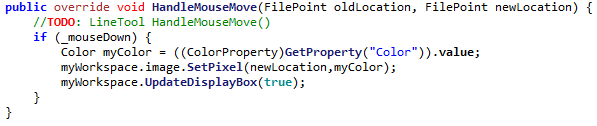 public override void HandleMouseMove(FilePoint oldLocation, FilePoint newLocation) {
//TODO: LineTool HandleMouseMove()
if (_mouseDown) {
Color myColor = ((ColorProperty)GetProperty("Color")).value;
myWorkspace.image.SetPixel(newLocation,myColor);
myWorkspace.UpdateDisplayBox(true);
}
}